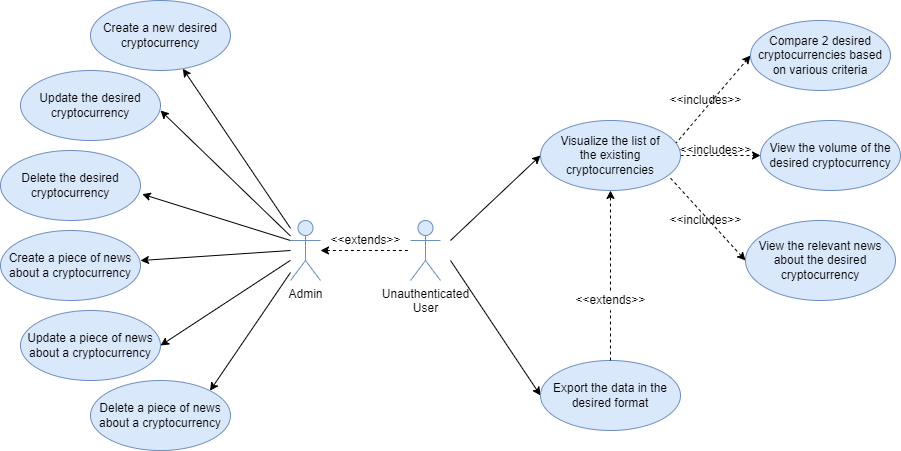 Create a new desired
cryptocurrency
Update the desired
cryptocurrency
Delete the desired
cryptocurrency
Create a piece of news
about a cryptocurrency
Update a piece of news
about a cryptocurrency
Delete a piece of news
about a cryptocurrency
Admin
<<extends>>
Unauthenticated
User
Visualize the list of
the existing
cryptocurrencies
<<extends>>
Export the data in the
desired format
<<includes>>
<<includes>>
<<includes>>
Compare 2 desired
cryptocurrencies based
on various criteria
View the volume of the
desired cryptocurrency
View the relevant news
about the desired
cryptocurrency